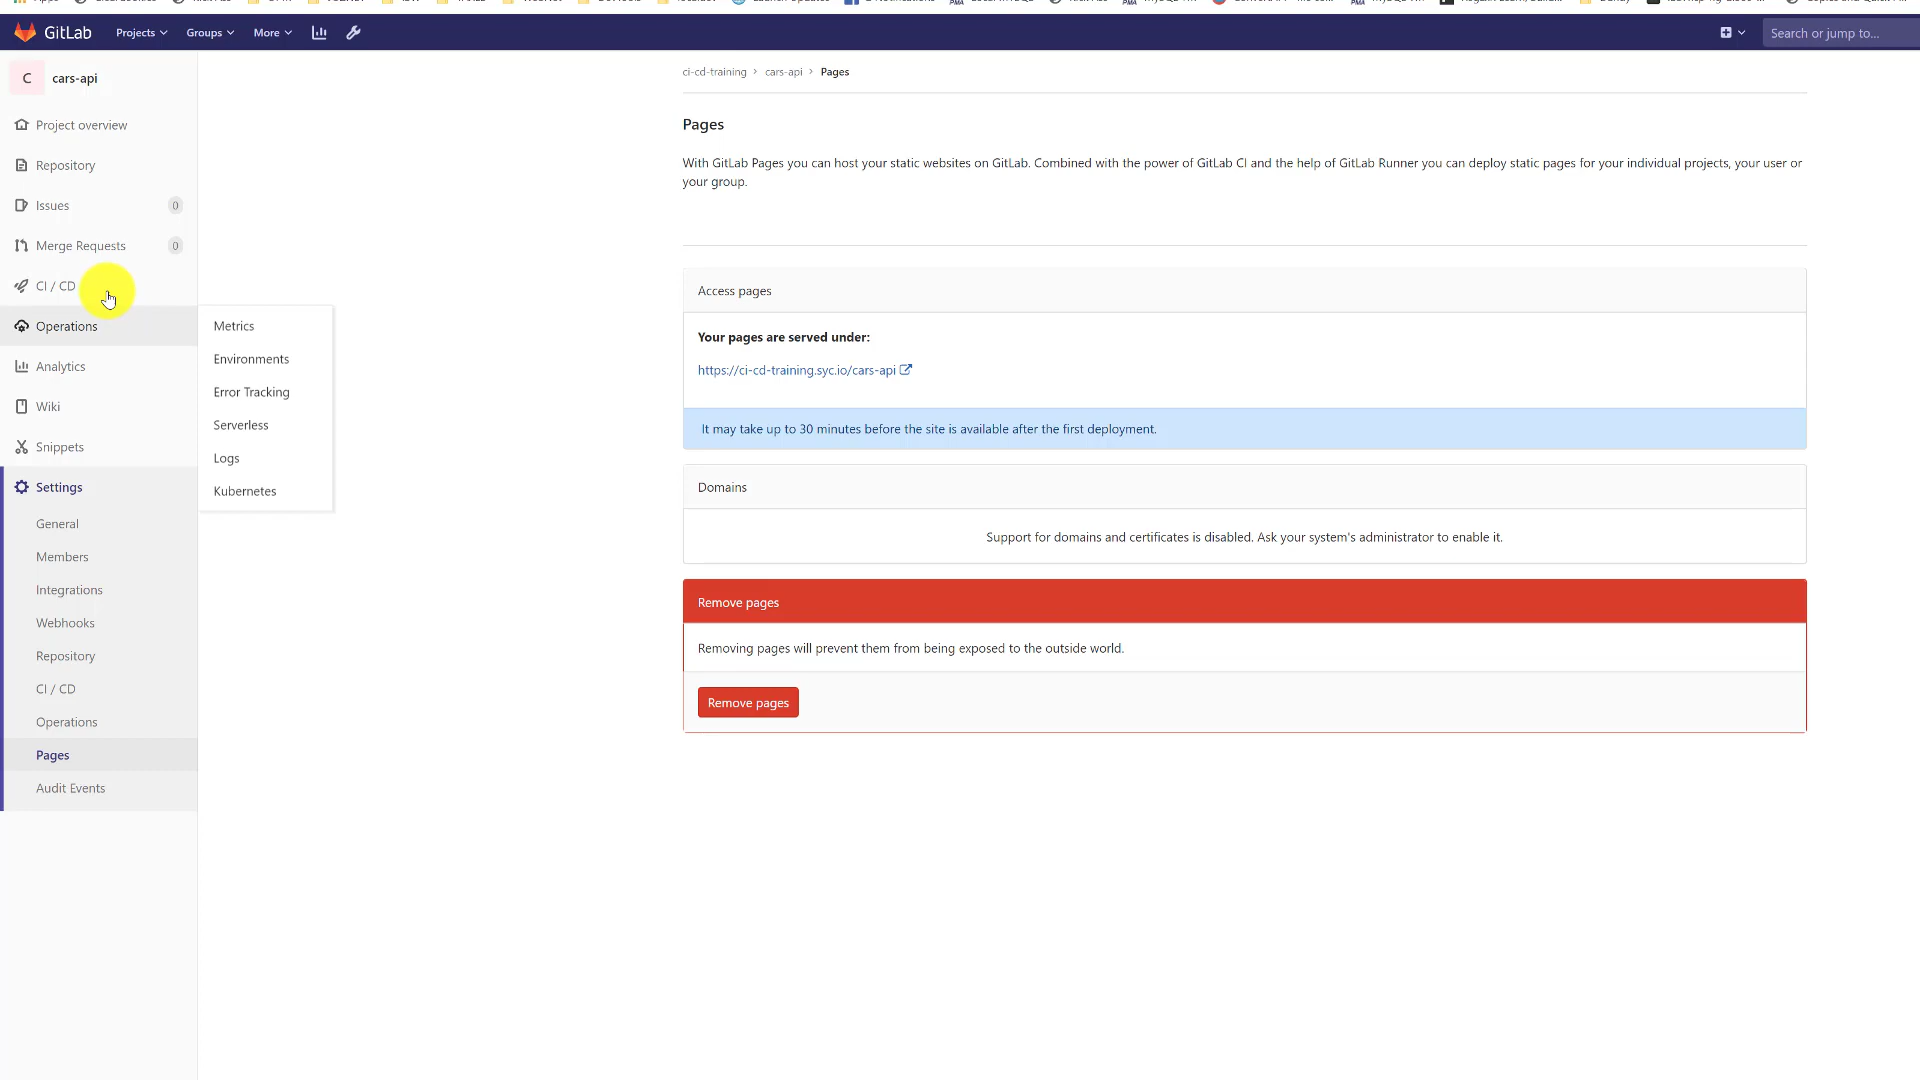 GitLab Projects Groups More Search or jump to...
C cars-api
Project overview
Repository
Issues 0
Merge Requests 0
CI / CD
Operations
Analytics
Wiki
Snippets
Settings
General
Members
Integrations
Webhooks
Repository
CI / CD
Operations
Pages
Audit Events
Metrics
Environments
Error Tracking
Serverless
Logs
Kubernetes
ci-cd-training › cars-api › Pages
Pages
With GitLab Pages you can host your static websites on GitLab. Combined with the power of GitLab CI and the help of GitLab Runner you can deploy static pages for your individual projects, your user or
your group.
Access pages
Your pages are served under:
https://ci-cd-training.syc.io/cars-api
It may take up to 30 minutes before the site is available after the first deployment.
Domains
Support for domains and certificates is disabled. Ask your system's administrator to enable it.
Remove pages
Removing pages will prevent them from being exposed to the outside world.
Remove pages